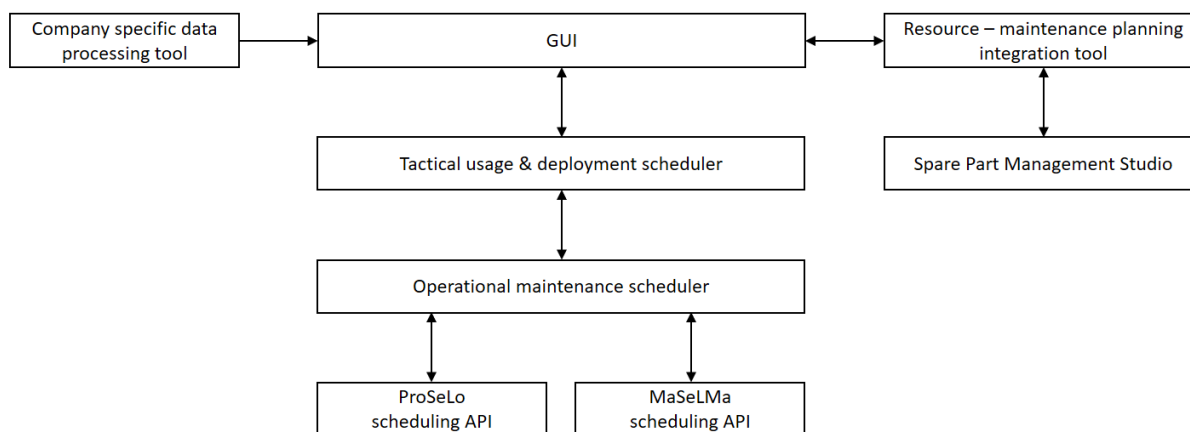 Company specific data
processing tool
GUI
Resource – maintenance planning
integration tool
Tactical usage & deployment scheduler
Spare Part Management Studio
Operational maintenance scheduler
ProSeLo
scheduling API
MaSeLMa
scheduling API